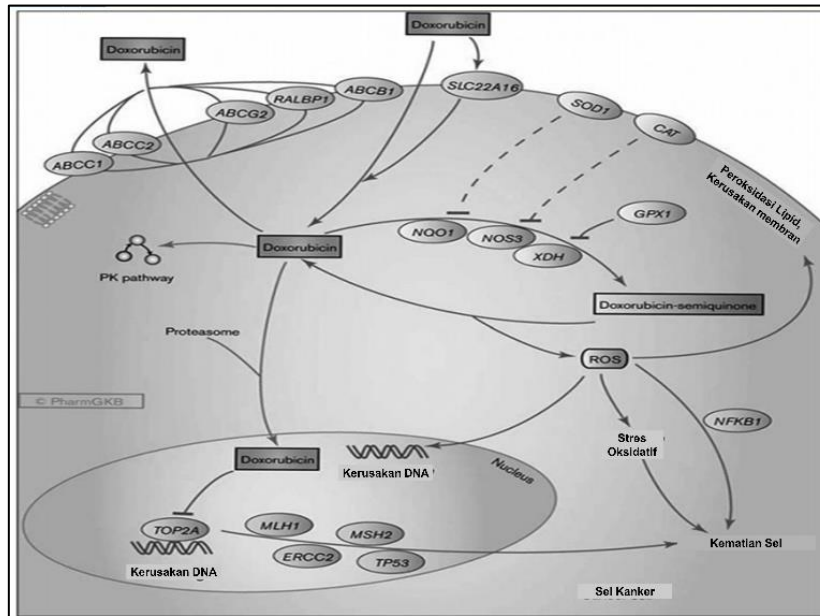 Doxorubicin
Doxorubicin
ABCB1
RALBP1
ABCG2
ABCC2
ABCC1
SLC22A16
SOD1
CAT
Peroksidasi Lipid,
Kerusakan membran
GPX1
NQO1
NOS3
XDH
Doxorubicin
PK pathway
Doxorubicin-semiquinone
Proteasome
ROS
© PharmGKB
NFKB1
Stres
Oksidatif
Doxorubicin
Kerusakan DNA
Nucleus
TOP2A
MLH1
MSH2
ERCC2
TP53
Kerusakan DNA
Kematian Sel
Sel Kanker